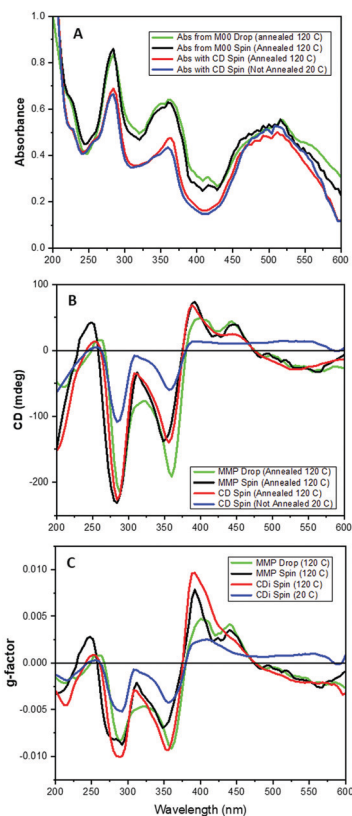 A
Abs from M00 Drop (annealed 120 C)
Abs from M00 Spin (Annealed 120 C)
Abs with CD Spin (Annealed 120 C)
Abs with CD Spin (Not Annealed 20 C)
Absorbance
1.0
0.8
0.6
0.4
0.2
0.0
200 250 300 350 400 450 500 550 600
B
CD (mdeg)
100
0
-100
-200
MMP Drop (Annealed 120 C)
MMP Spin (Annealed 120 C)
CD Spin (Annealed 120 C)
CD Spin (Not Annealed 20 C)
200 250 300 350 400 450 500 550 600
C
MMP Drop (120 C)
MMP Spin (120 C)
CDi Spin (120 C)
CDi Spin (20 C)
g-factor
0.010
0.005
0.000
-0.005
-0.010
200 250 300 350 400 450 500 550 600
Wavelength (nm)